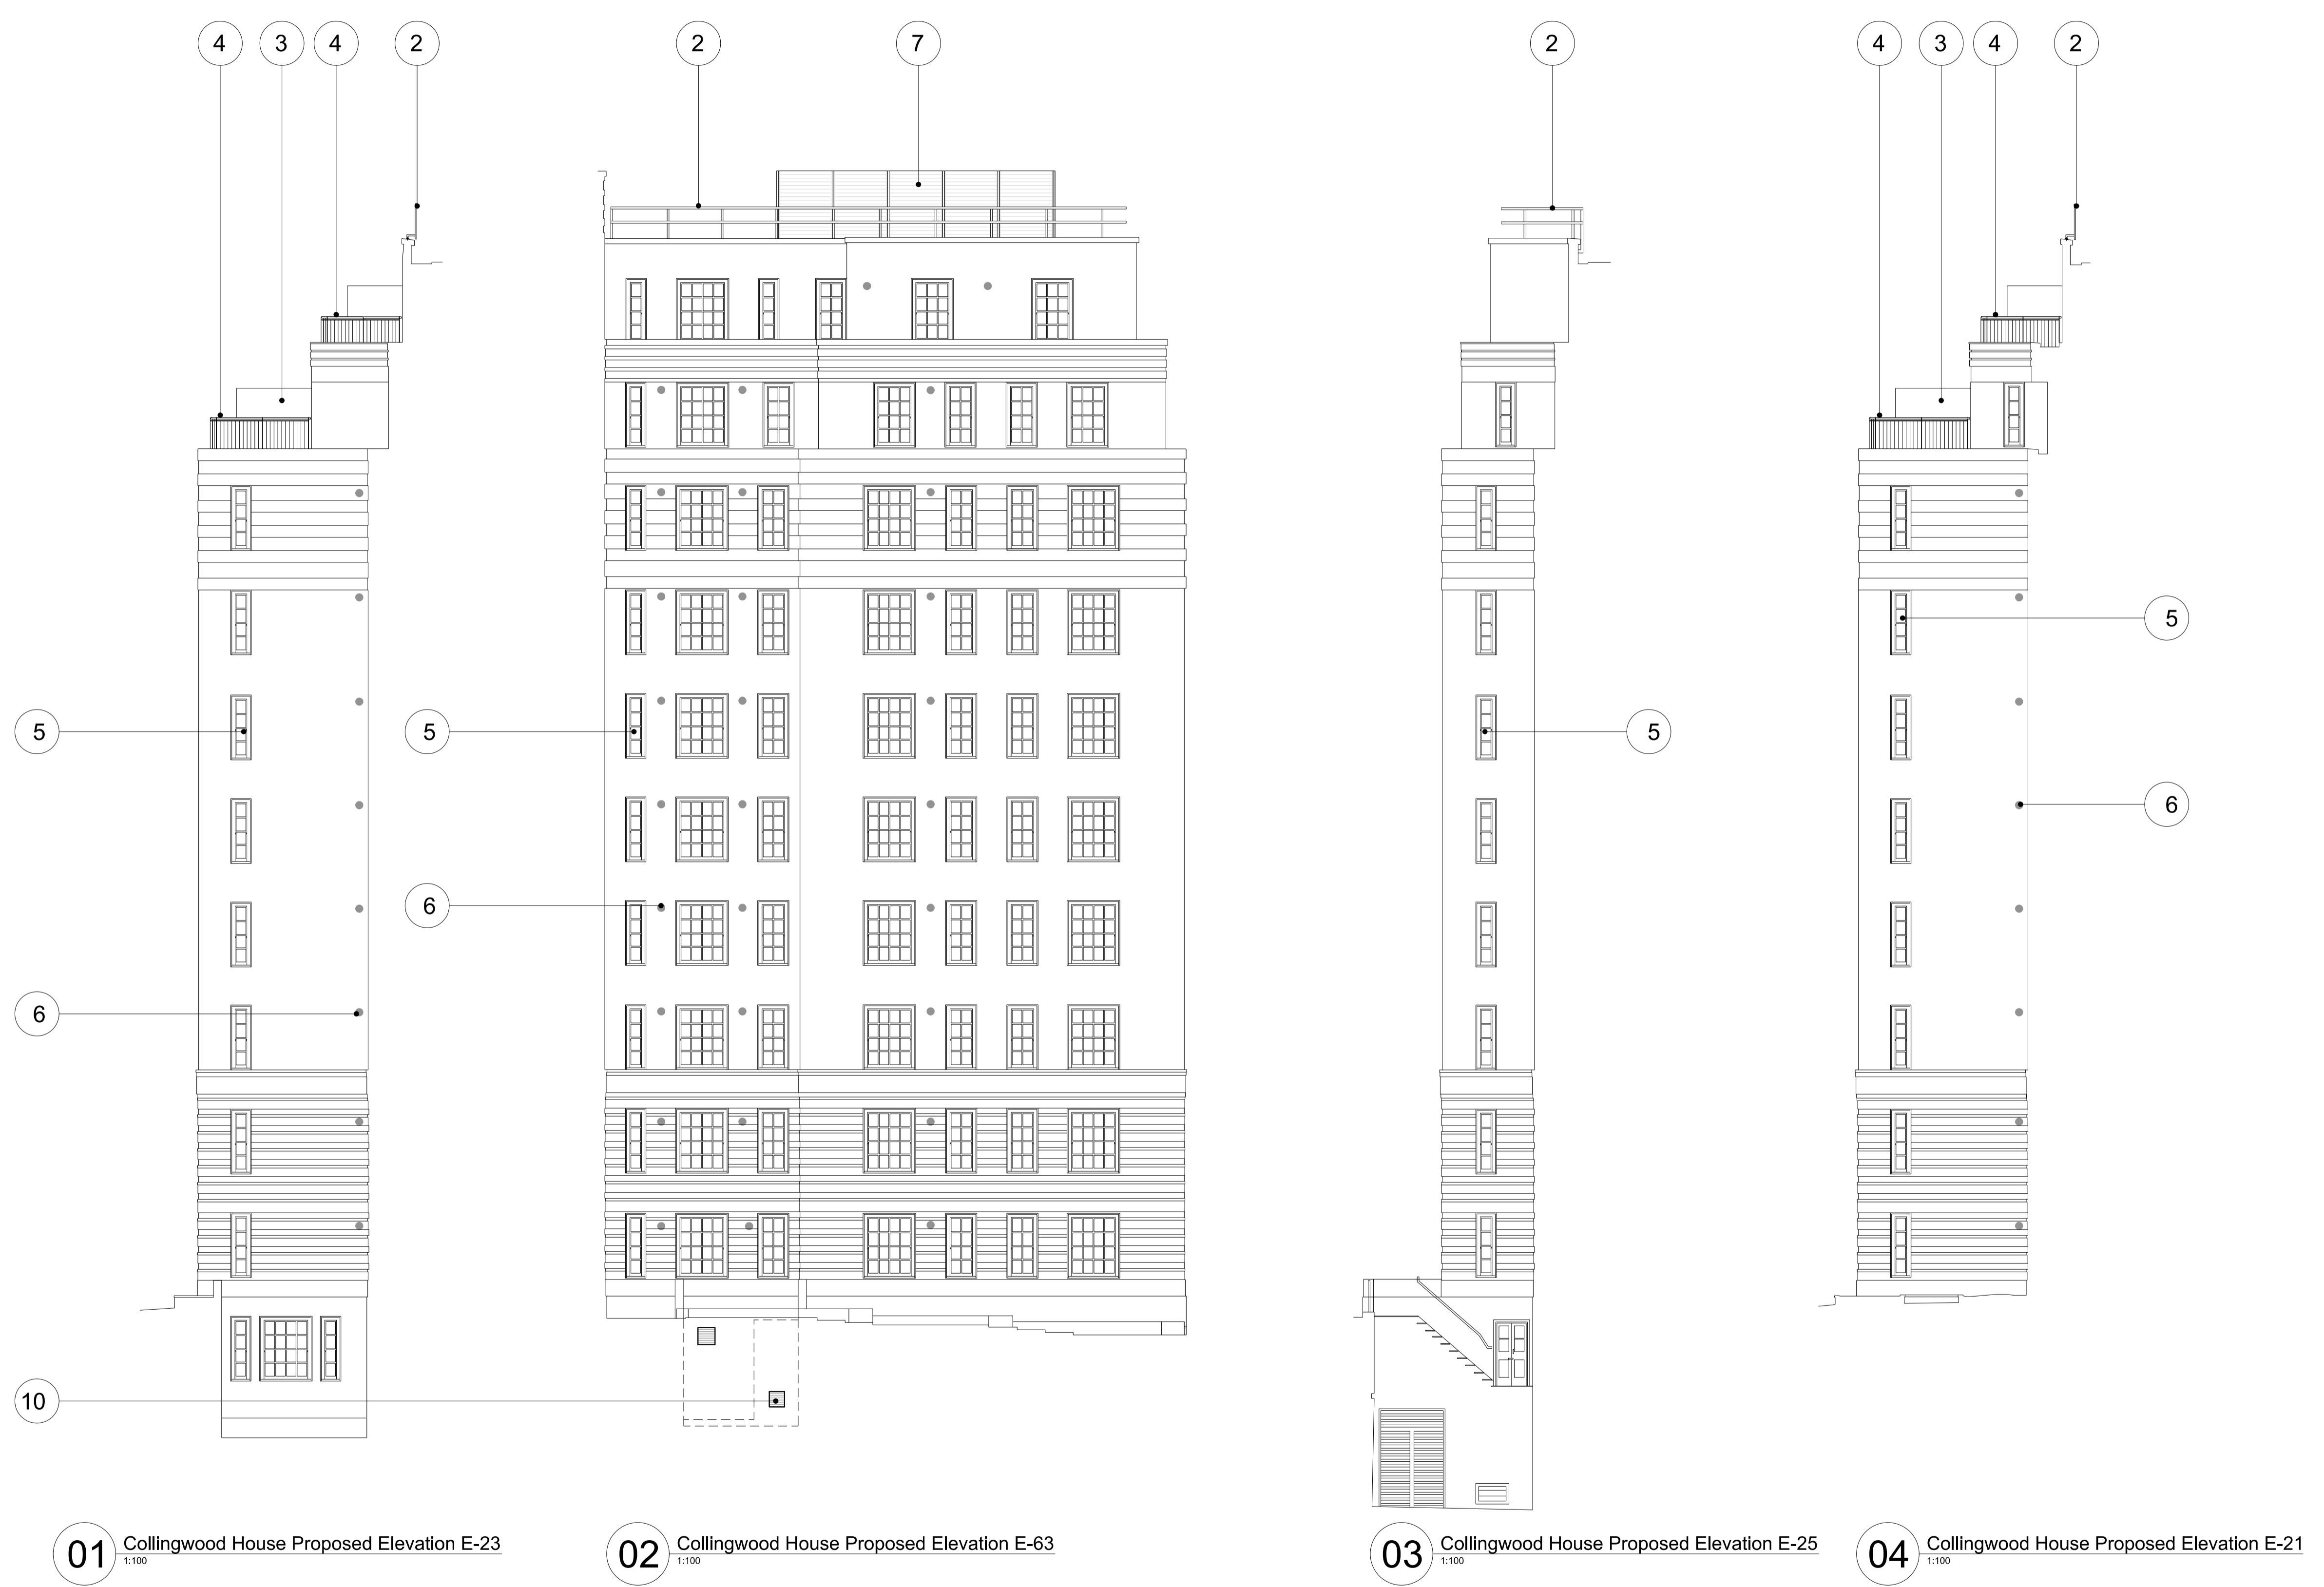 4 3 4 2 2 7 2 4 3 4 2
5
5 5 5
6
6
6
10
01 Collingwood House Proposed Elevation E-23
1:100
02 Collingwood House Proposed Elevation E-63
1:100
03 Collingwood House Proposed Elevation E-25
1:100
04 Collingwood House Proposed Elevation E-21
1:100